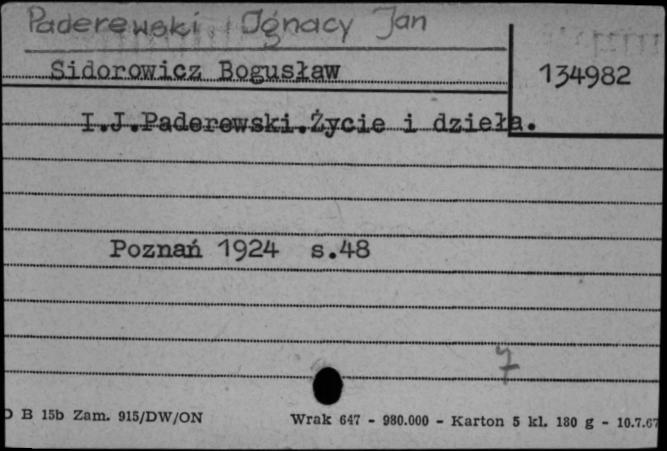 Paderewski Ignacy Jan
Sidorowicz Bogusław
134982
I.J.Paderewski.Życie i dzieła.
Poznań 1924 s.48
7
D B 15b Zam. 915/DW/ON
Wrak 647 - 980.000 - Karton 5 kl. 180 g - 10.7.67